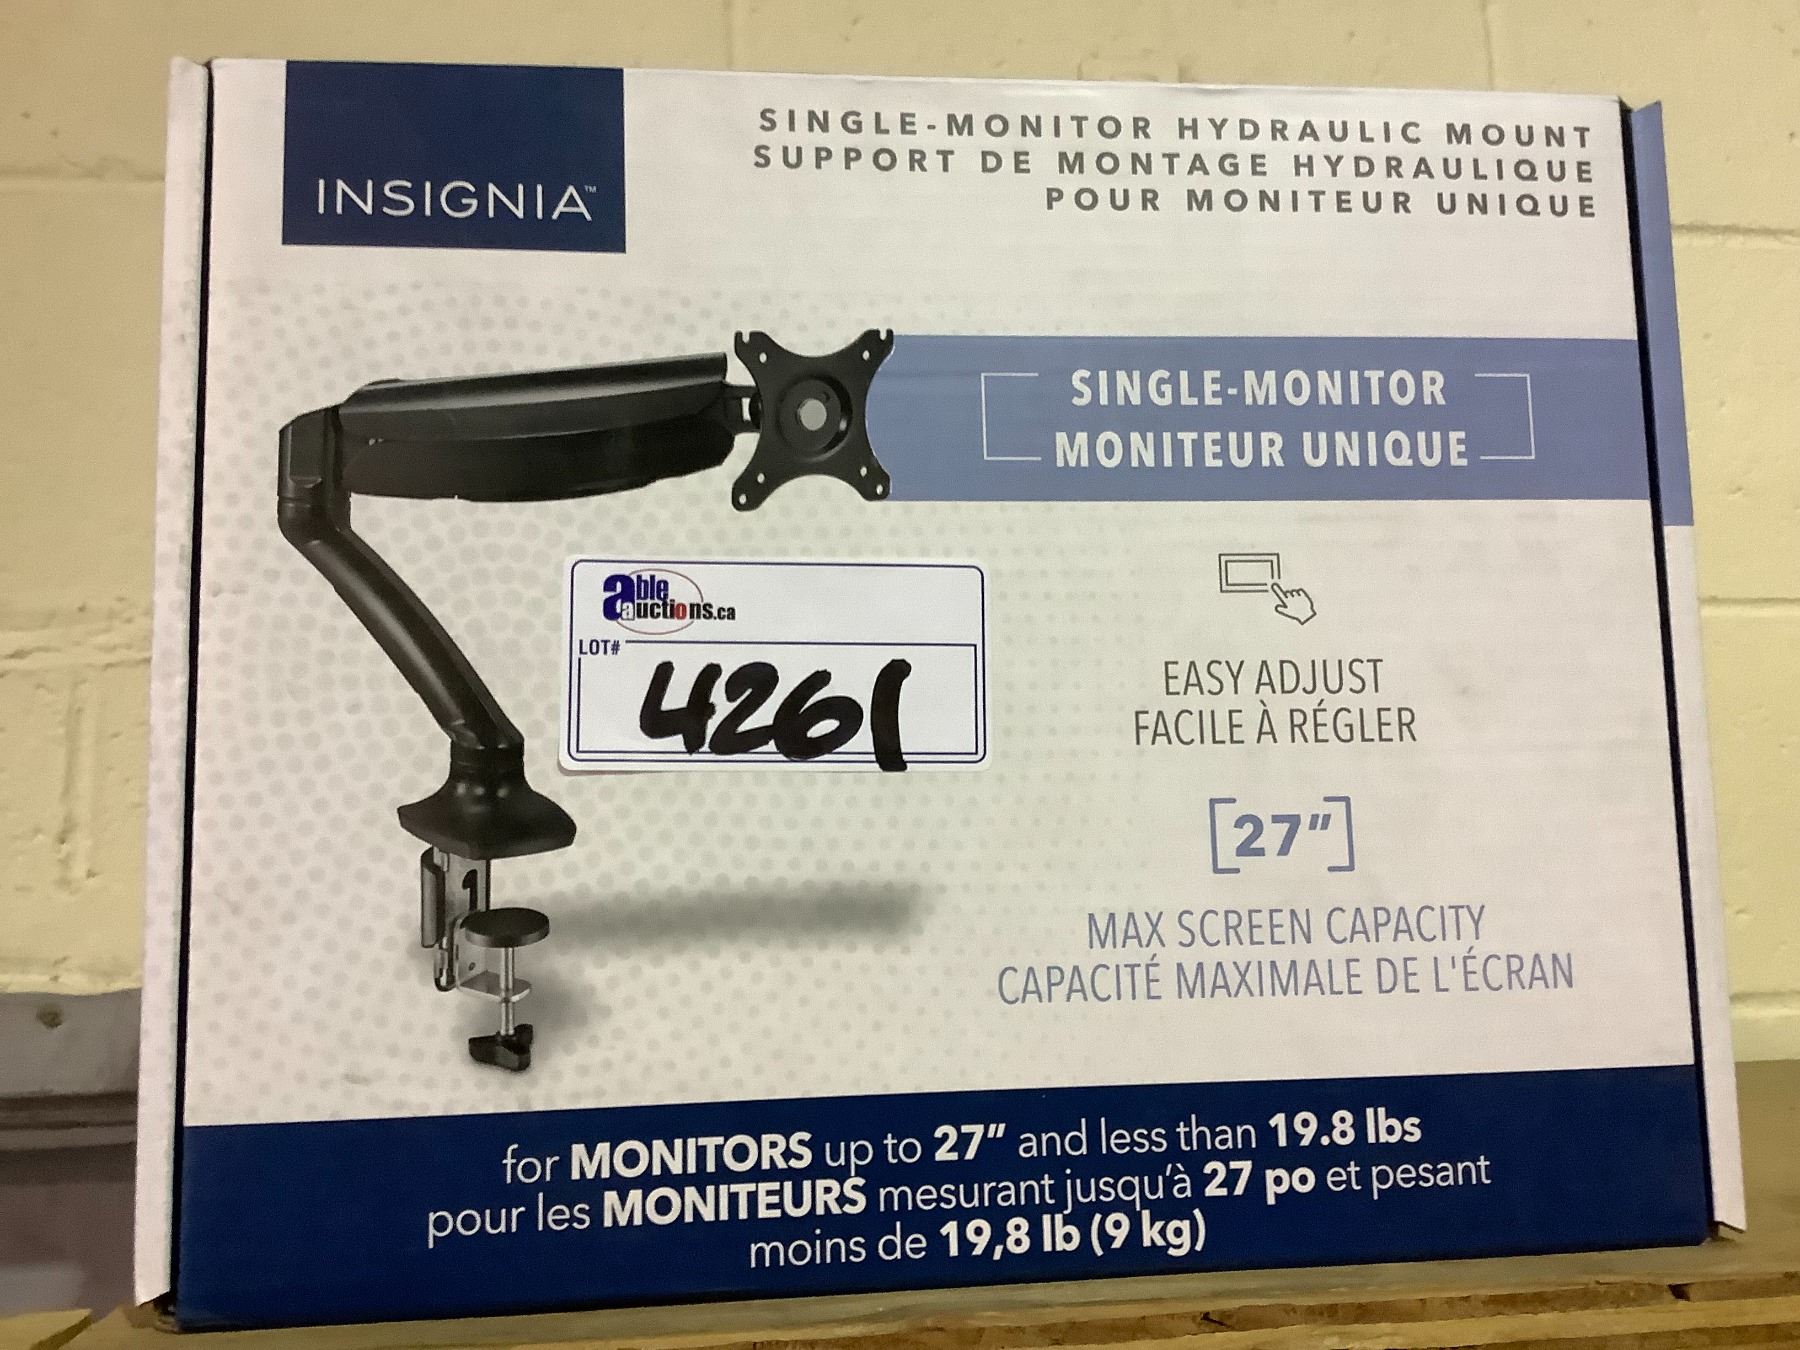 INSIGNIA™
SINGLE-MONITOR HYDRAULIC MOUNT
SUPPORT DE MONTAGE HYDRAULIQUE
POUR MONITEUR UNIQUE
SINGLE-MONITOR
MONITEUR UNIQUE
able
auctions.ca
LOT#
4261
EASY ADJUST
FACILE À RÉGLER
[27"]
MAX SCREEN CAPACITY
CAPACITÉ MAXIMALE DE L'ÉCRAN
for MONITORS up to 27" and less than 19.8 lbs
pour les MONITEURS mesurant jusqu'à 27 po et pesant
moins de 19,8 lb (9 kg)